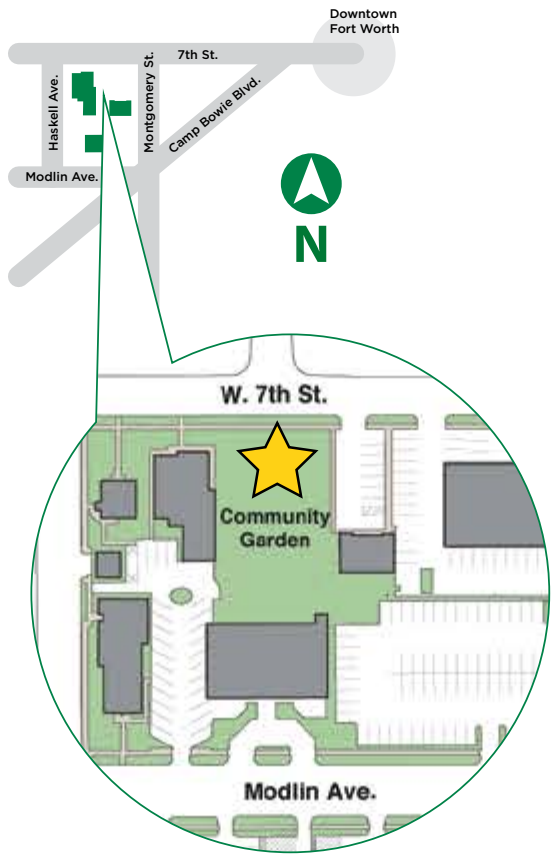 Downtown
Fort Worth
7th St.
Haskell Ave.
Montgomery St.
Camp Bowie Blvd.
Modlin Ave.
N
W. 7th St.
Community
Garden
Modlin Ave.